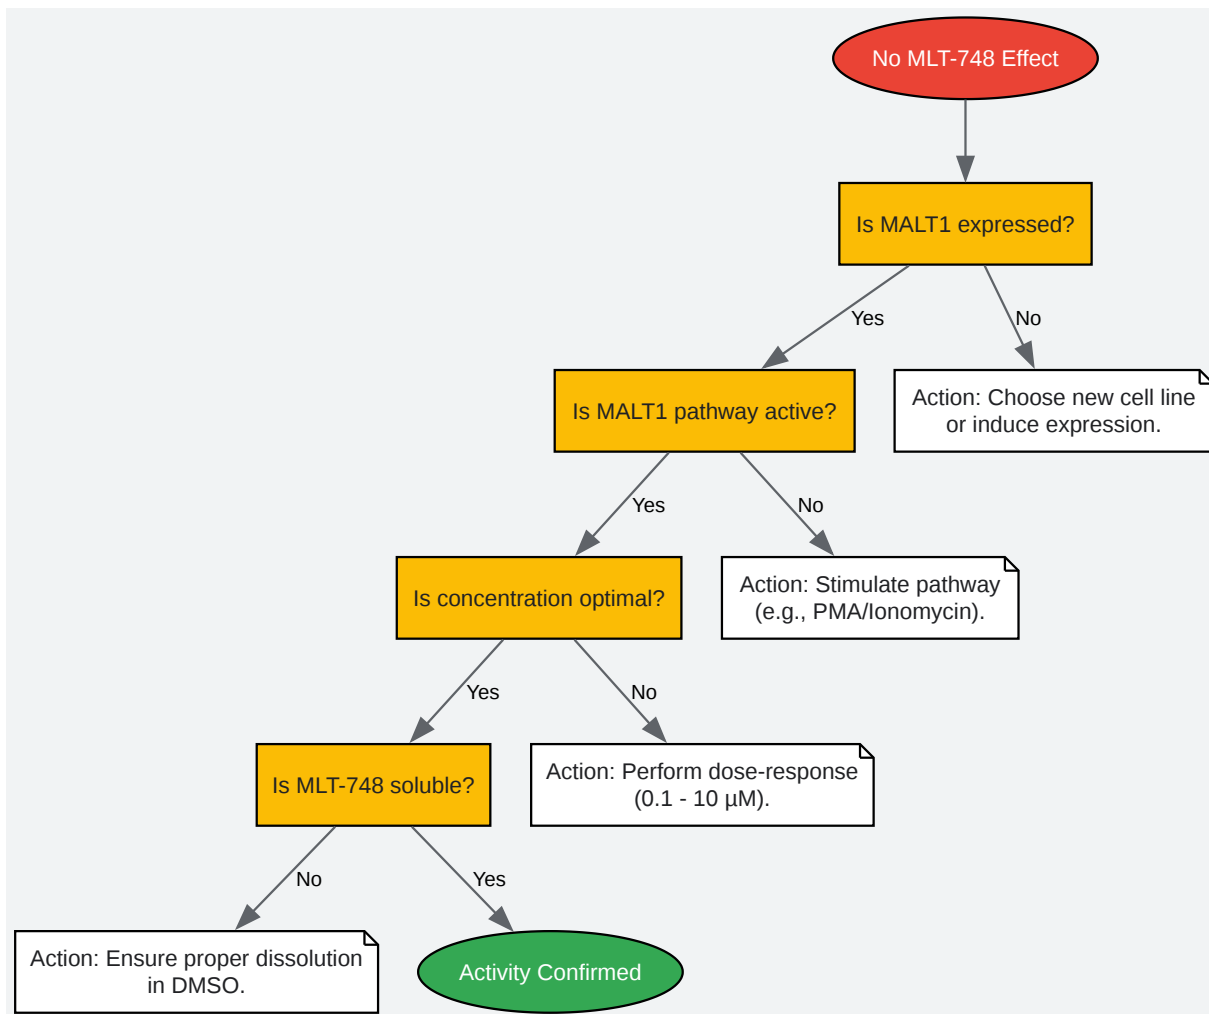 No MLT-748 Effect
Is MALT1 expressed?
Yes
No
Is MALT1 pathway active?
Action: Choose new cell line
or induce expression.
Yes
No
Is concentration optimal?
Action: Stimulate pathway
(e.g., PMA/Ionomycin).
Yes
No
Is MLT-748 soluble?
Action: Perform dose-response
(0.1 - 10 µM).
No
Yes
Action: Ensure proper dissolution
in DMSO.
Activity Confirmed